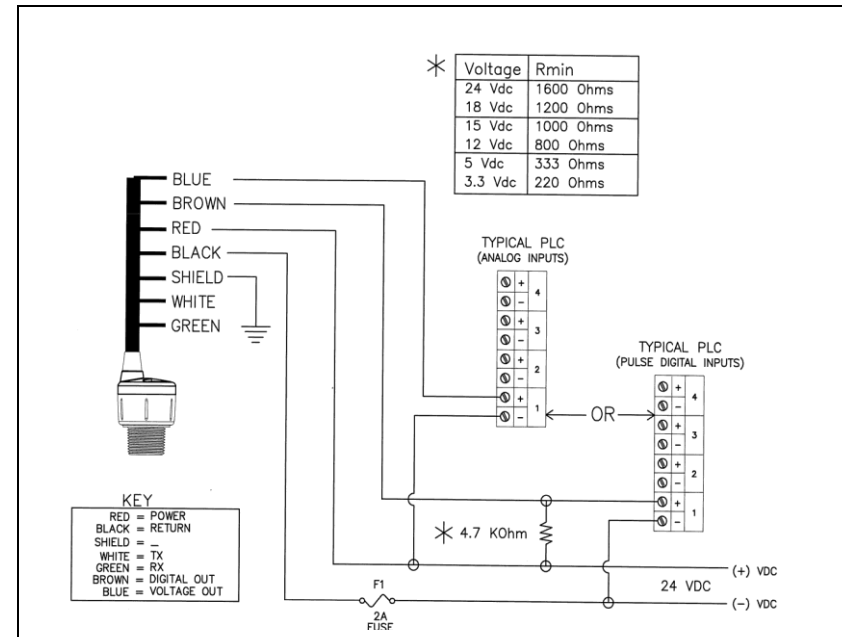 * Voltage Rmin
24 Vdc 1600 Ohms
18 Vdc 1200 Ohms
15 Vdc 1000 Ohms
12 Vdc 800 Ohms
5 Vdc 333 Ohms
3.3 Vdc 220 Ohms
BLUE
BROWN
RED
BLACK
SHIELD
WHITE
GREEN
TYPICAL PLC
(ANALOG INPUTS)
+ 4
-
+ 3
-
+ 2
-
+ 1
-
OR
TYPICAL PLC
(PULSE DIGITAL INPUTS)
+ 4
-
+ 3
-
+ 2
-
+ 1
-
* 4.7 KOhm
(+) VDC
24 VDC
(-) VDC
F1
2A
FUSE
KEY
RED = POWER
BLACK = RETURN
SHIELD = _
WHITE = TX
GREEN = RX
BROWN = DIGITAL OUT
BLUE = VOLTAGE OUT